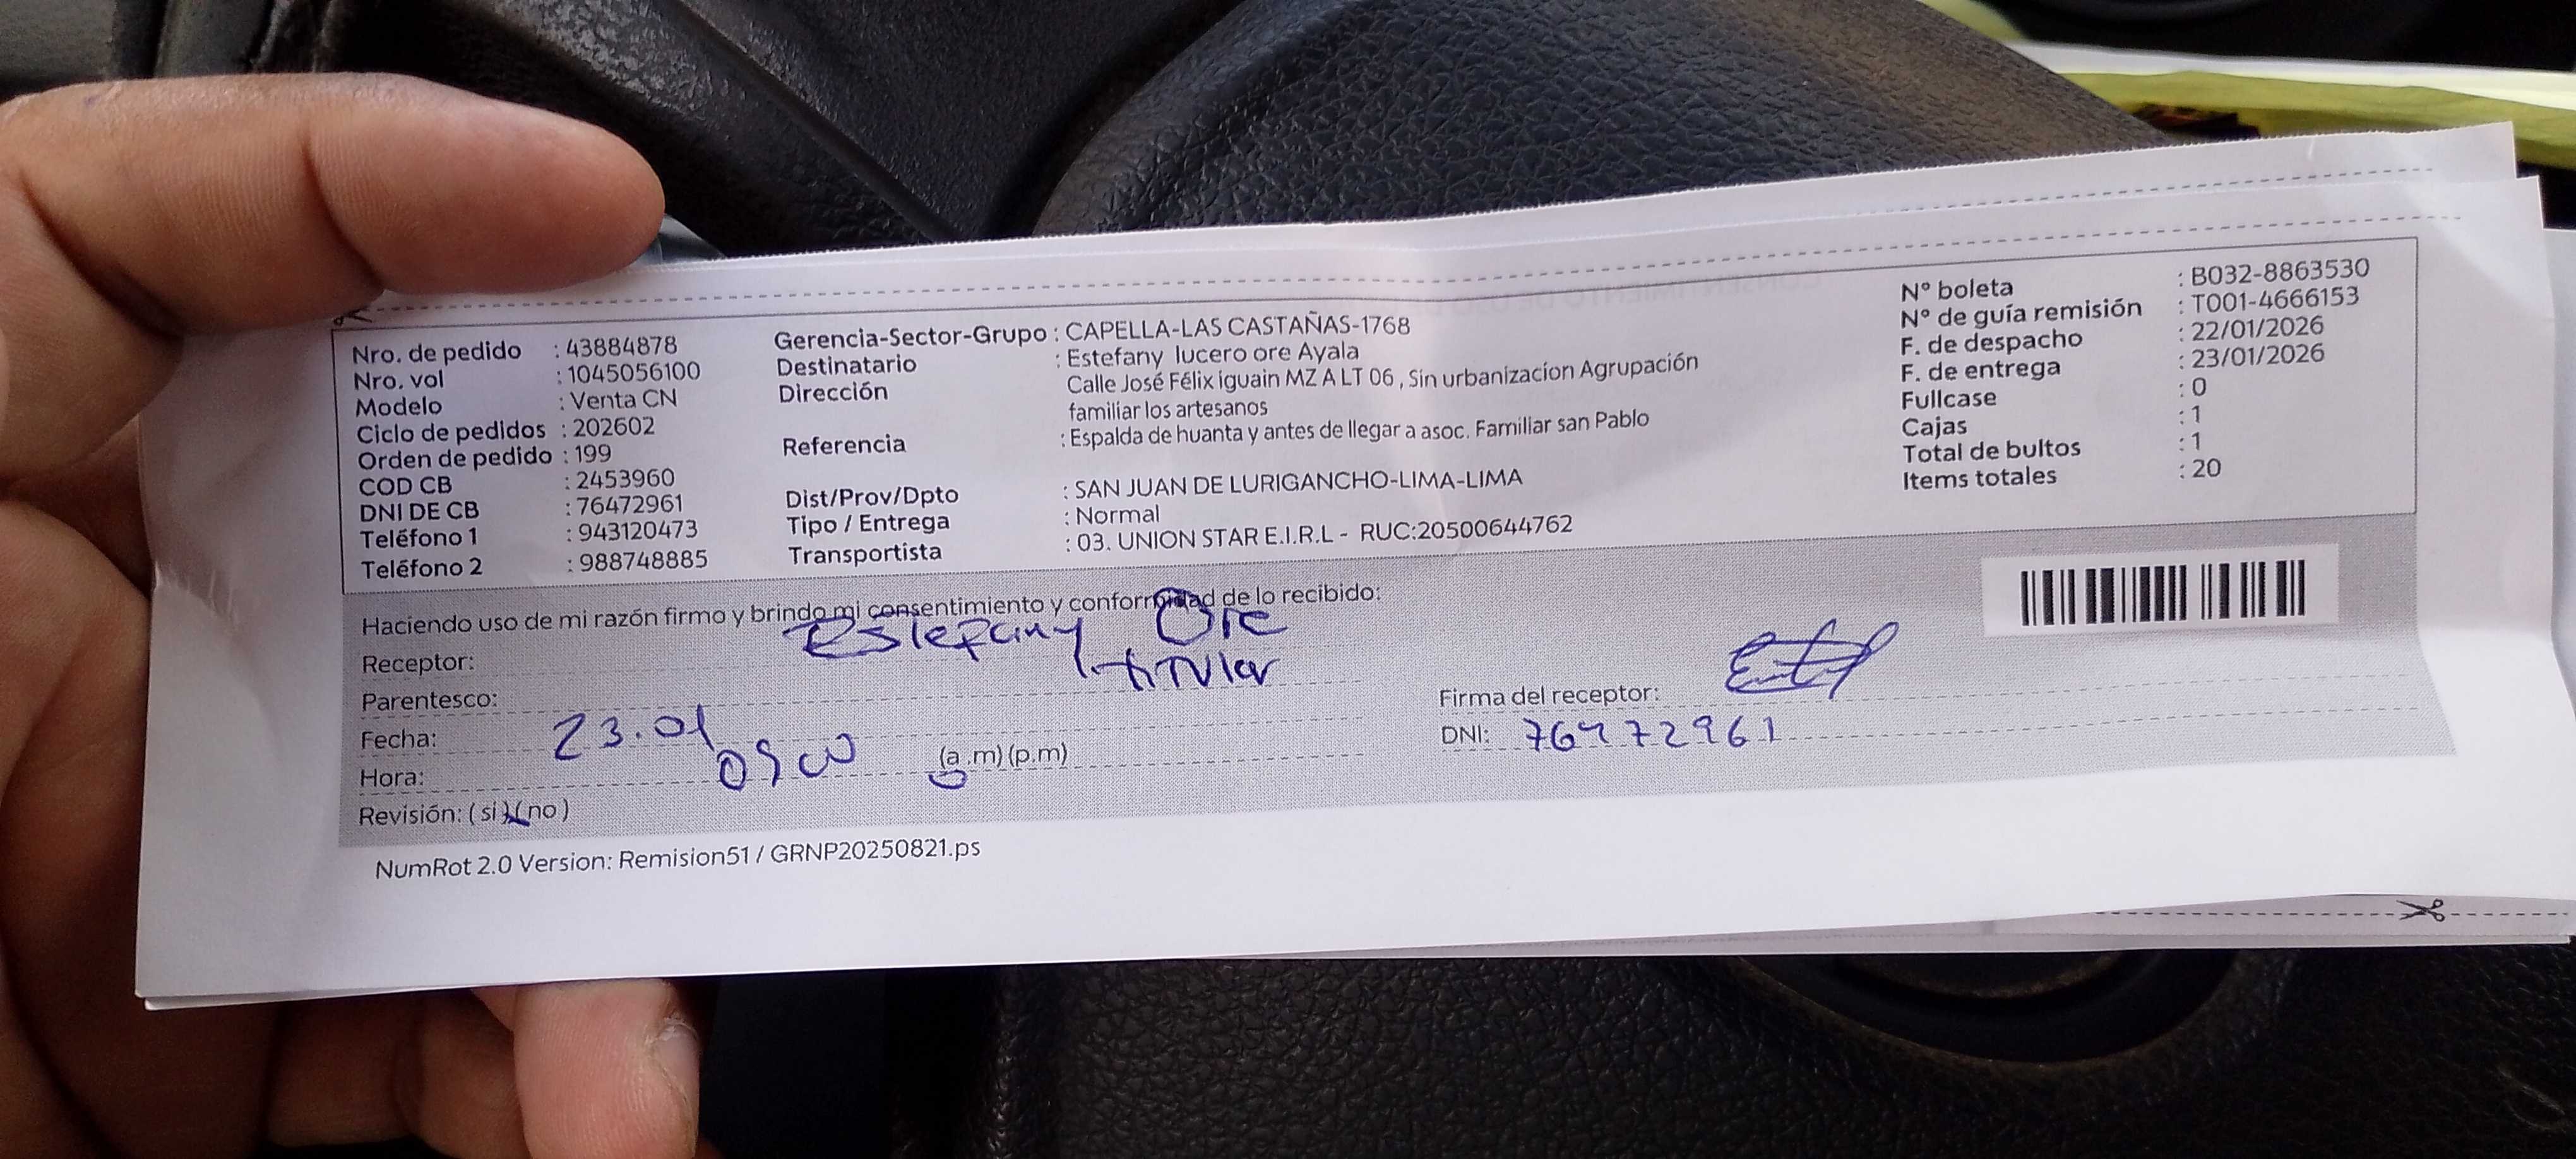 Nro. de pedido : 43884878
Nro. vol : 1045056100
Modelo : Venta CN
Ciclo de pedidos : 202602
Orden de pedido : 199
COD CB : 2453960
DNI DE CB : 76472961
Teléfono 1 : 943120473
Teléfono 2 : 988748885
Gerencia-Sector-Grupo : CAPELLA-LAS CASTAÑAS-1768
Destinatario : Estefany lucero ore Ayala
Dirección : Calle José Félix iguain MZ A LT 06 , Sin urbanizacion Agrupación
familiar los artesanos
Referencia : Espalda de huanta y antes de llegar a asoc. Familiar san Pablo
Dist/Prov/Dpto : SAN JUAN DE LURIGANCHO-LIMA-LIMA
Tipo / Entrega : Normal
Transportista : 03. UNION STAR E.I.R.L - RUC:20500644762
N° boleta : B032-8863530
N° de guía remisión : T001-4666153
F. de despacho : 22/01/2026
F. de entrega : 23/01/2026
Fullcase : 0
Cajas : 1
Total de bultos : 1
Items totales : 20
Haciendo uso de mi razón firmo y brindo mi consentimiento y conformidad de lo recibido:
Receptor: Estefany Ore
Parentesco: titular
Fecha: 23.01
Hora: (a.m) (p.m)
Revisión: ( si ) ( no )
Firma del receptor:
DNI: 76472961
NumRot 2.0 Version: Remision51 / GRNP20250821.ps